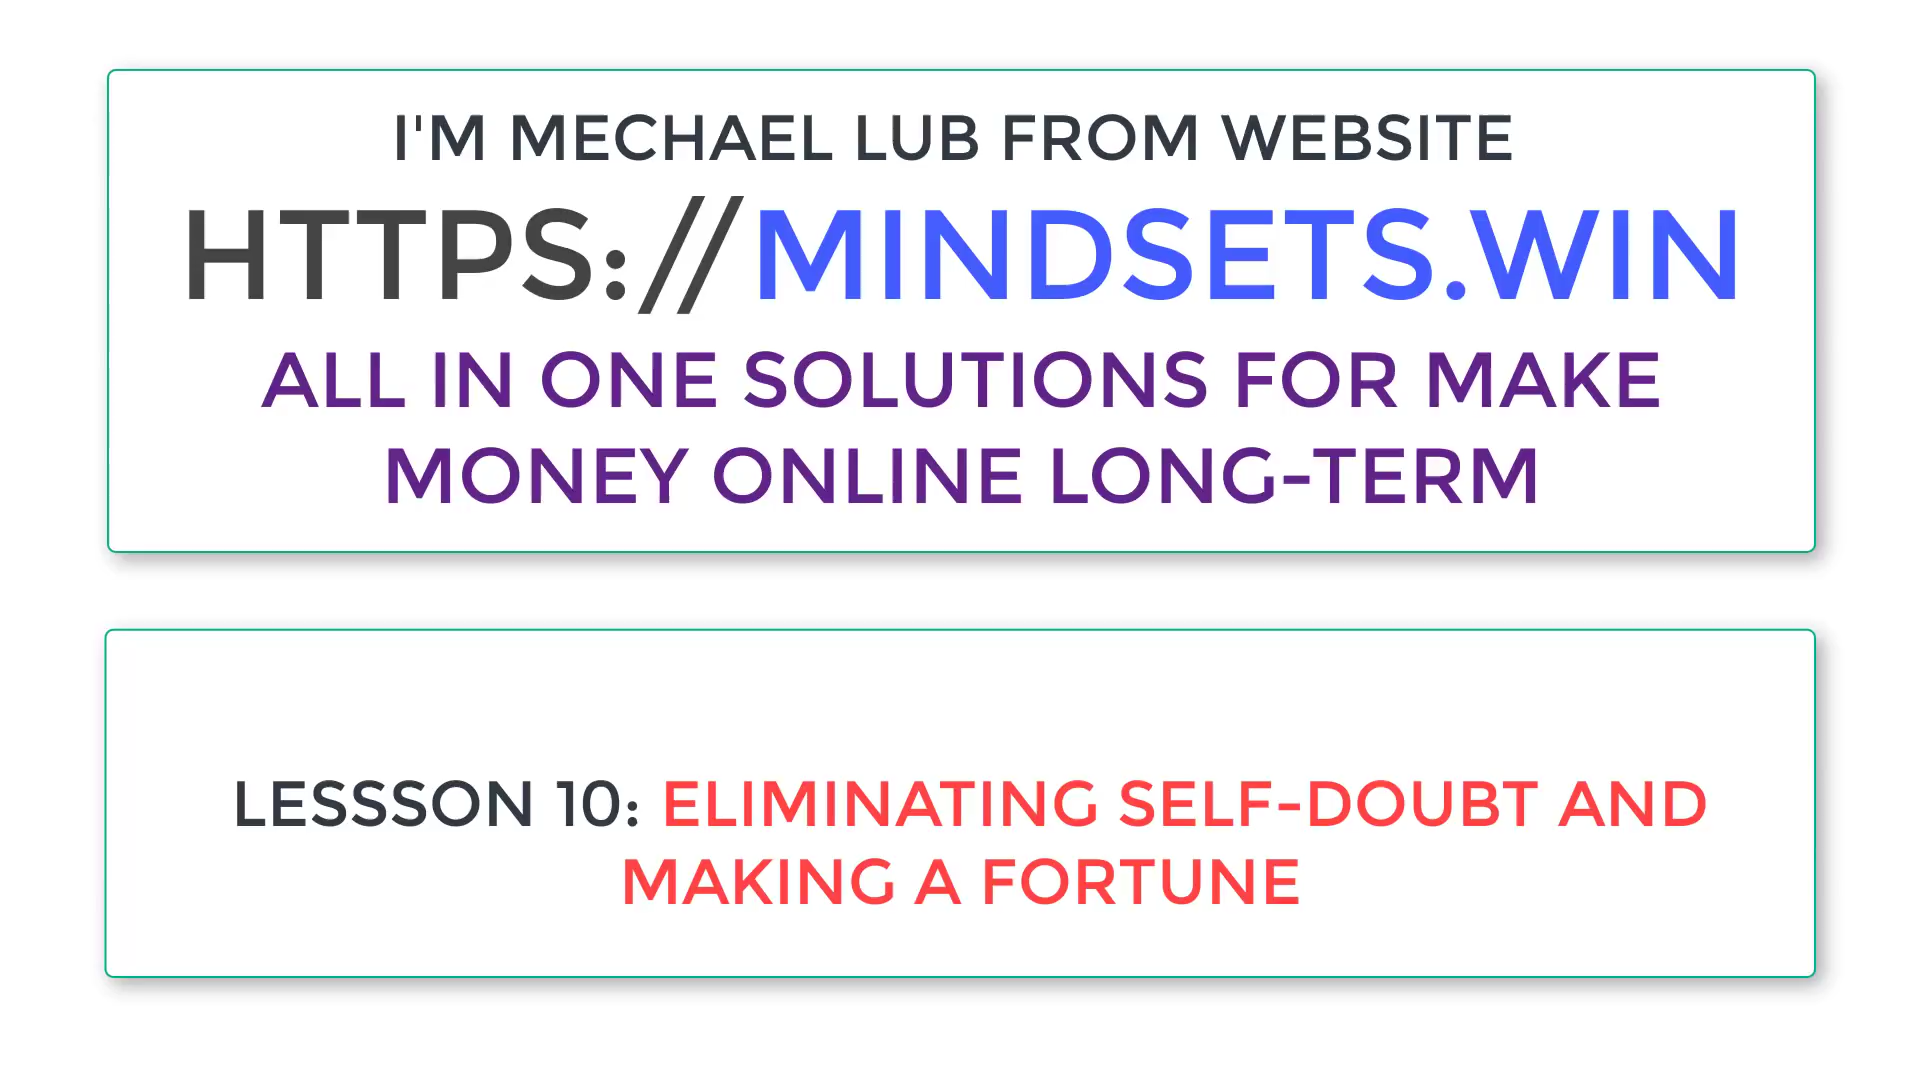 I'M MECHAEL LUB FROM WEBSITE
HTTPS://MINDSETS.WIN
ALL IN ONE SOLUTIONS FOR MAKE
MONEY ONLINE LONG-TERM
LESSSON 10: ELIMINATING SELF-DOUBT AND
MAKING A FORTUNE